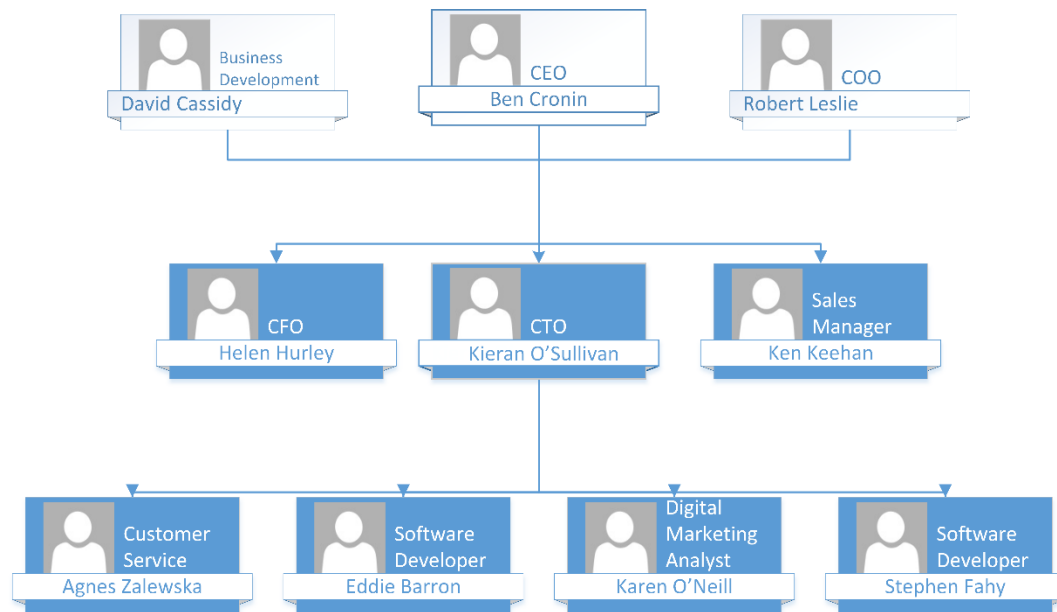 Business
Development
David Cassidy
CEO
Ben Cronin
COO
Robert Leslie
CFO
Helen Hurley
CTO
Kieran O’Sullivan
Sales
Manager
Ken Keehan
Customer
Service
Agnes Zalewska
Software
Developer
Eddie Barron
Digital
Marketing
Analyst
Karen O’Neill
Software
Developer
Stephen Fahy